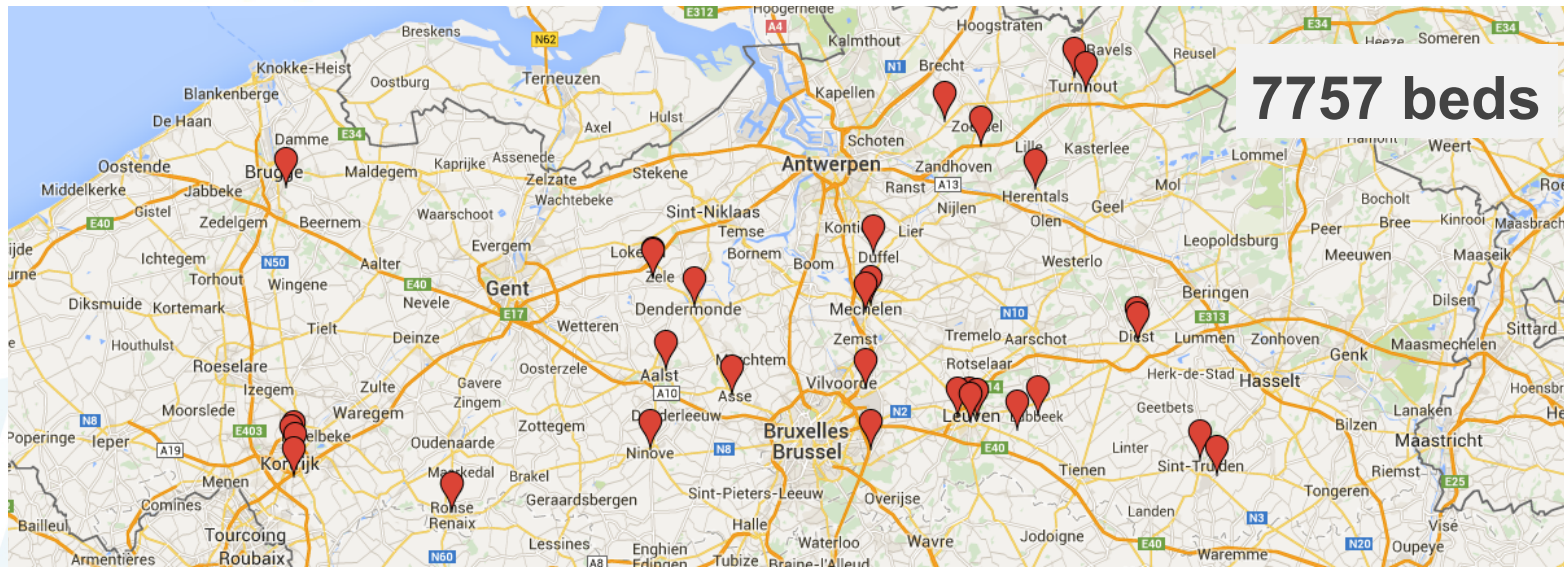 E312
Hoogerheide
A4
Hoogstraten
E34
E34
Breskens
N62
Kalmthout
Ravels
Reusel
Heeze
Someren
Knokke-Heist
Oostburg
Terneuzen
N1
Brecht
Turnhout
7757 beds
Blankenberge
Kapellen
De Haan
Damme
E34
Axel
Hulst
Schoten
Zoersel
Lille
Kasterlee
Lommel
Hamont
Weert
Oostende
Brugge
Maldegem
Kaprijke
Assenede
Zelzate
Stekene
Antwerpen
Zandhoven
Middelkerke
Jabbeke
Wachtebeke
Ranst
A13
Herentals
Mol
Gistel
Zedelgem
Beernem
Waarschoot
Sint-Niklaas
Nijlen
Olen
Geel
Bocholt
E40
Temse
Kontich
Lier
Peer
Bree
Kinrooi
Maasbrach
Ichtegem
N50
Aalter
Evergem
Lokeren
Bornem
Boom
Duffel
Westerlo
Leopoldsburg
Meeuwen
Maaseik
Torhout
Wingene
E40
Gent
Zele
Diksmuide
Kortemark
Nevele
E17
Dendermonde
Mechelen
N10
Beringen
Dilsen
Tielt
Deinze
Wetteren
Zemst
Tremelo
Aarschot
Diest
Lummen
E313
Zonhoven
Sittard
Houthulst
Roeselare
Oosterzele
Aalst
Merchtem
Rotselaar
Genk
Maasmechelen
Izegem
Zulte
Gavere
A10
Asse
Vilvoorde
Herk-de-Stad
Hasselt
Moorslede
Waregem
Zingem
Denderleeuw
N2
Leuven
Lubbeek
Geetbets
Lanaken
N8
E403
Zottegem
Bruxelles
Brussel
Bilzen
Poperinge
Ieper
A19
Kortrijk
Oudenaarde
Ninove
N8
E40
Linter
Maastricht
Menen
Maarkedal
Brakel
Tienen
Sint-Truiden
Riemst
Comines
Ronse
Renaix
Geraardsbergen
Sint-Pieters-Leeuw
Overijse
Tongeren
E25
Bailleul
Tourcoing
Halle
Landen
N3
Visé
Armentières
Roubaix
N60
Lessines
A8
Enghien
Edingen
Tubize
Waterloo
Braine-l'Alleud
Wavre
Jodoigne
E40
Waremme
N20
Oupeye